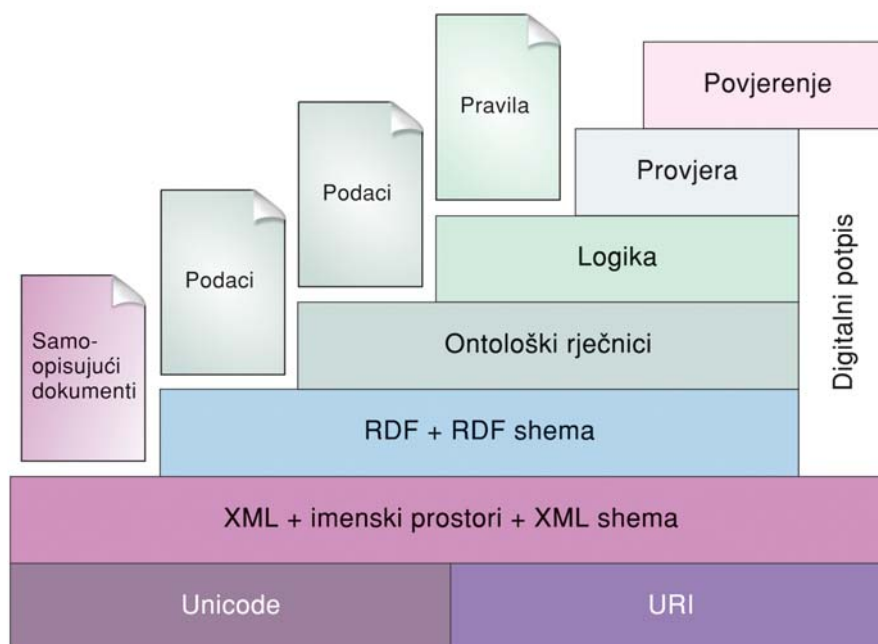 Povjerenje
Pravila
Provjera
Podaci
Logika
Digitalni potpis
Podaci
Ontološki rječnici
Samo-
opisujući
dokumenti
RDF + RDF shema
XML + imenski prostori + XML shema
Unicode
URI